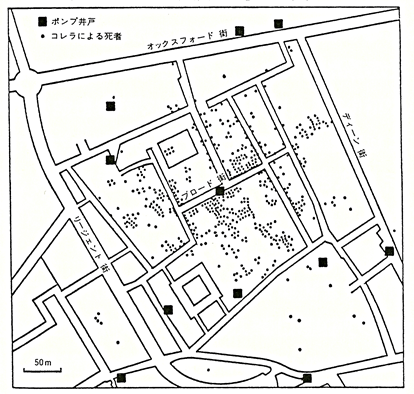 ポンプ井戸
コレラによる死者
オックスフォード 街
ディーン 街
ブロード 街
リージェント 街
50m